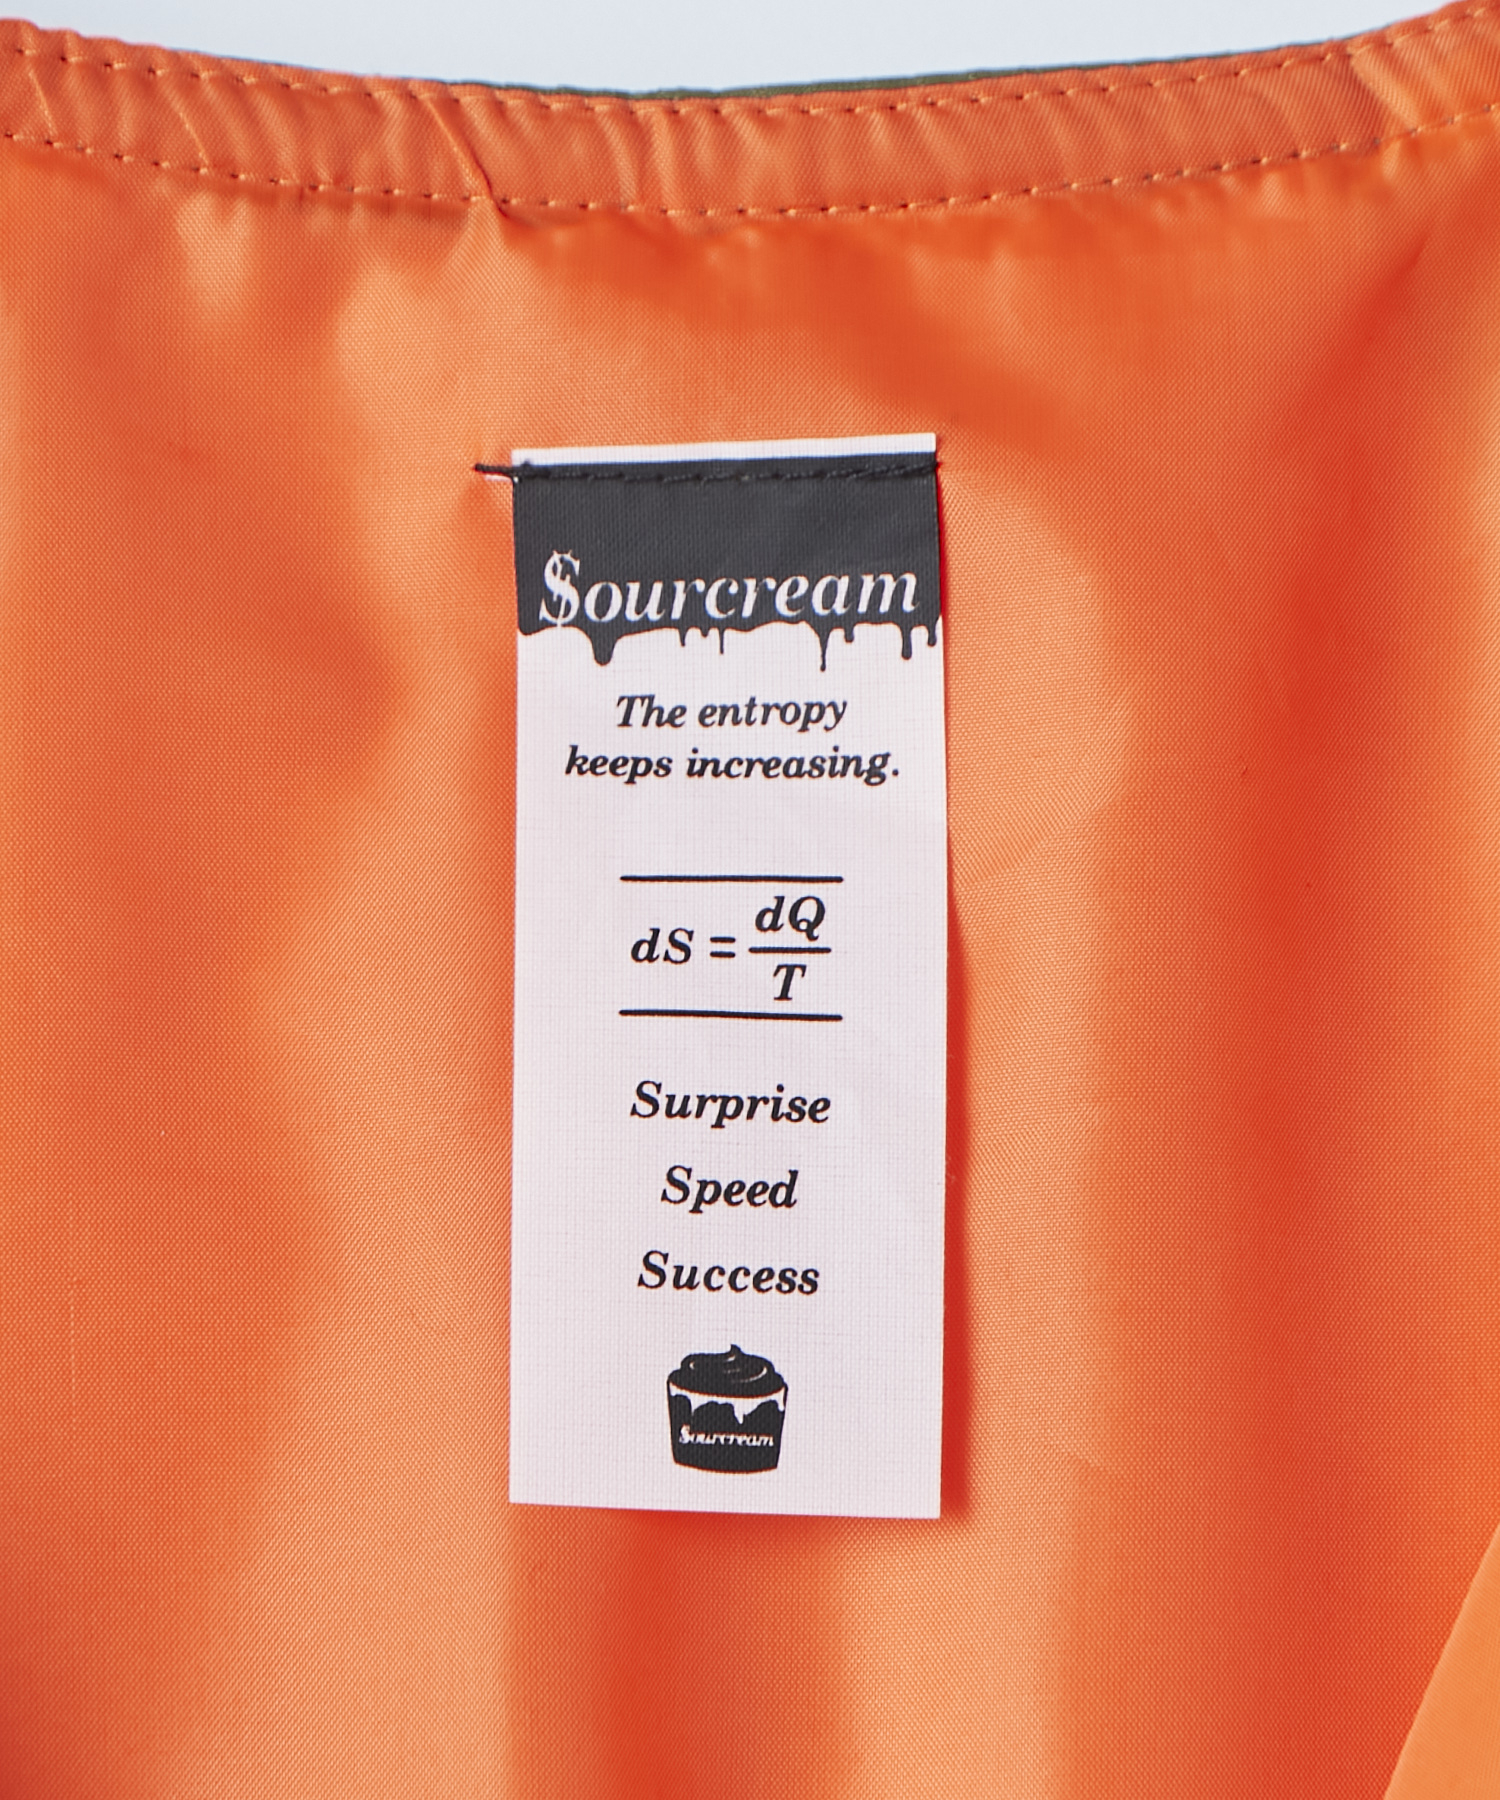 $ourcream
The entropy
keeps increasing.
dS = dQ
T
Surprise
Speed
Success
$ourcream